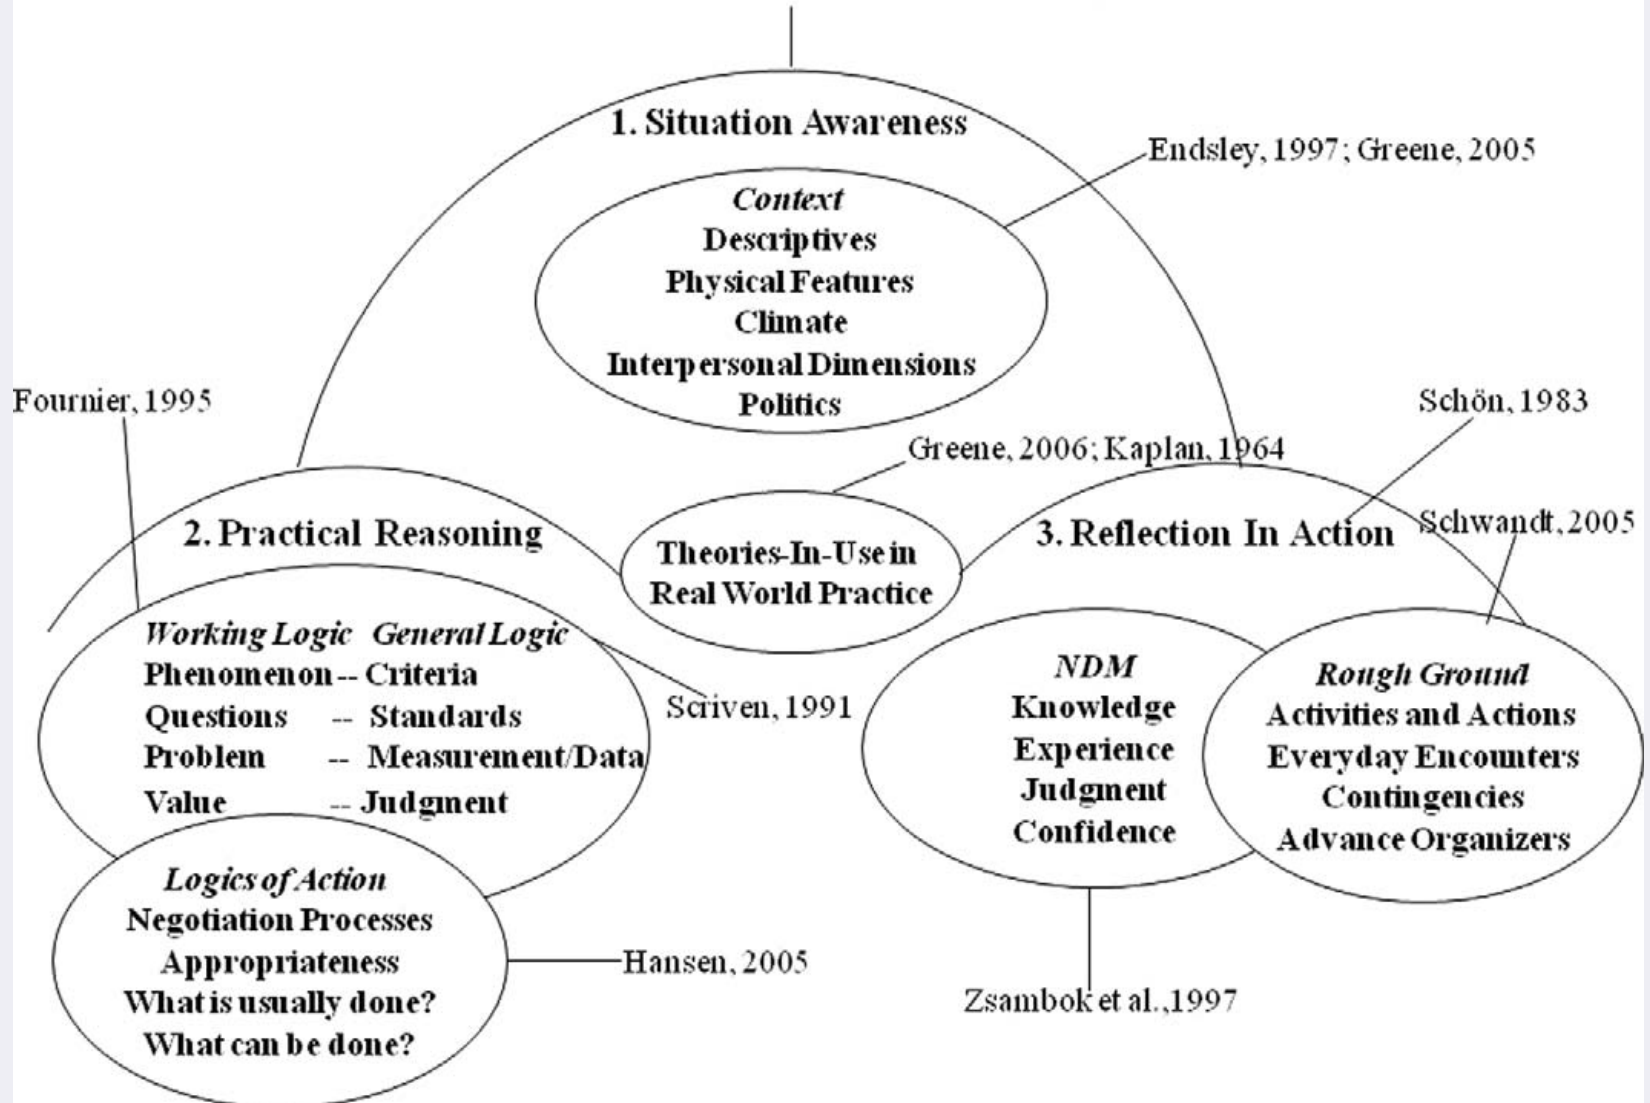 1. Situation Awareness
Endsley, 1997; Greene, 2005
Context
Descriptives
Physical Features
Climate
Interpersonal Dimensions
Politics
Fournier, 1995
Schön, 1983
Greene, 2006; Kaplan, 1964
2. Practical Reasoning
3. Reflection In Action
Schwandt, 2005
Theories-In-Use in
Real World Practice
Working Logic General Logic
Phenomenon -- Criteria
Questions -- Standards
Problem -- Measurement/Data
Value -- Judgment
Scriven, 1991
NDM
Knowledge
Experience
Judgment
Confidence
Rough Ground
Activities and Actions
Everyday Encounters
Contingencies
Advance Organizers
Logics of Action
Negotiation Processes
Appropriateness
What is usually done?
What can be done?
Hansen, 2005
Zsambok et al.,1997